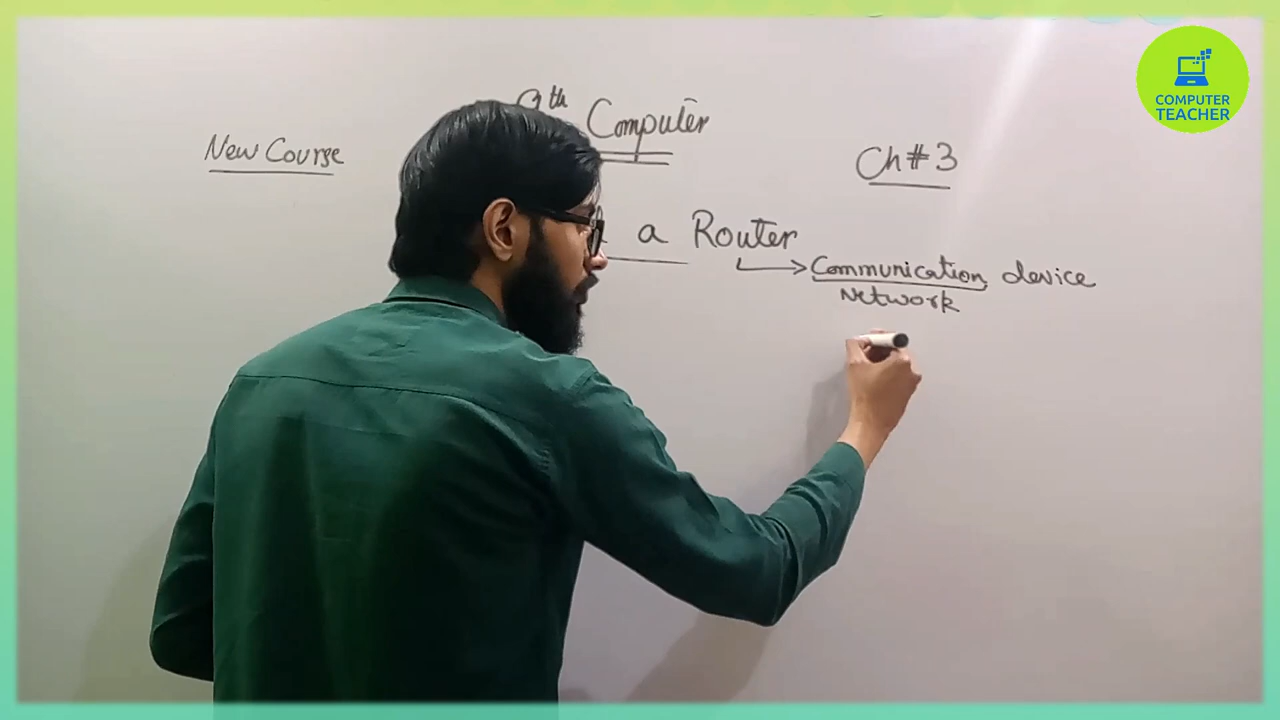 9th Computer
New Course
Ch # 3
a Router
Communication device
Network
COMPUTER
TEACHER